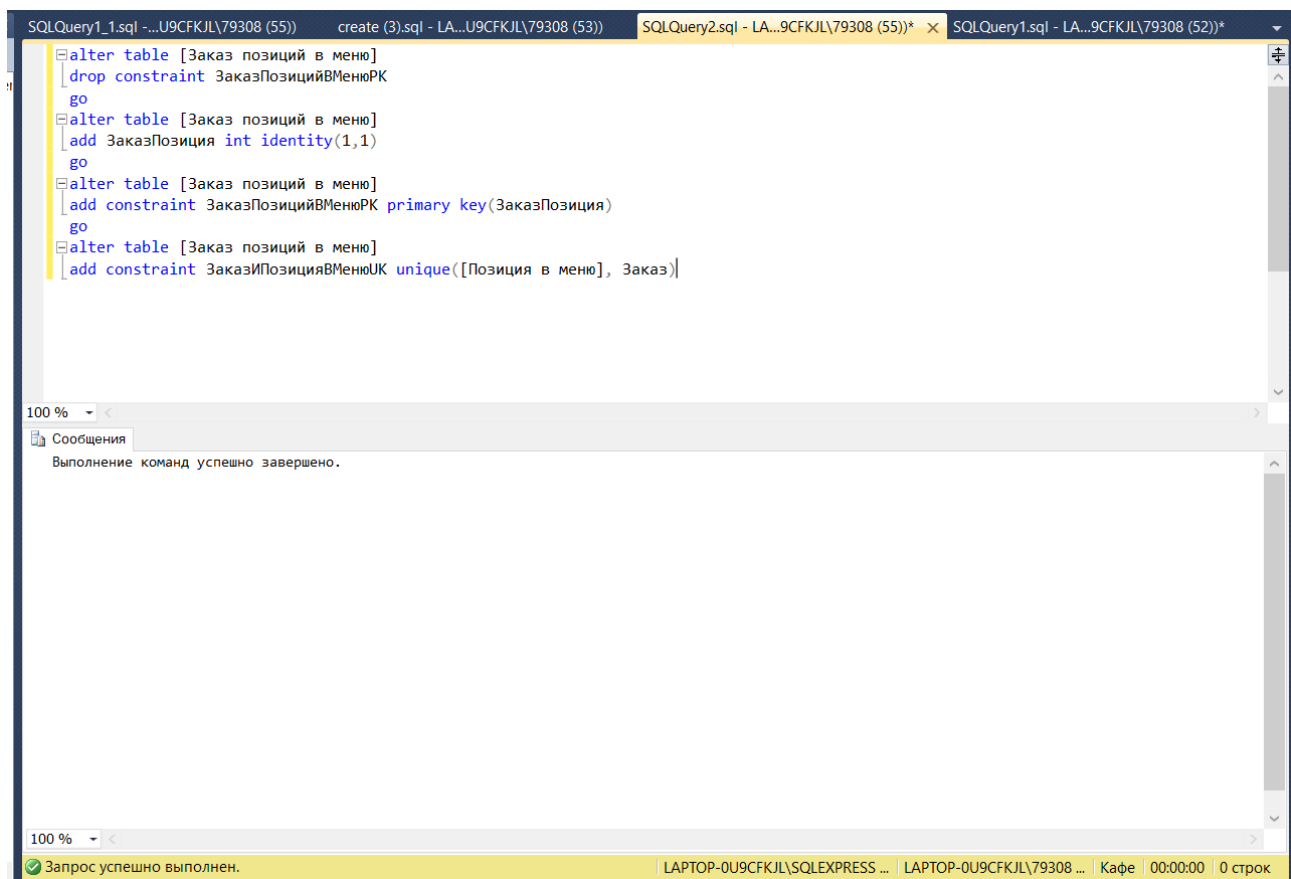 SQLQuery1_1.sql -...U9CFKJL\79308 (55)) create (3).sql - LA...U9CFKJL\79308 (53)) SQLQuery2.sql - LA...9CFKJL\79308 (55))* SQLQuery1.sql - LA...9CFKJL\79308 (52))*
alter table [Заказ позиций в меню]
drop constraint ЗаказПозицийВМенюPK
go
alter table [Заказ позиций в меню]
add ЗаказПозиция int identity(1,1)
go
alter table [Заказ позиций в меню]
add constraint ЗаказПозицийВМенюPK primary key(ЗаказПозиция)
go
alter table [Заказ позиций в меню]
add constraint ЗаказИПозицияВМенюUK unique([Позиция в меню], Заказ)
100 %
Сообщения
Выполнение команд успешно завершено.
100 %
Запрос успешно выполнен. LAPTOP-0U9CFKJL\SQLEXPRESS ... LAPTOP-0U9CFKJL\79308 ... Кафе 00:00:00 0 строк